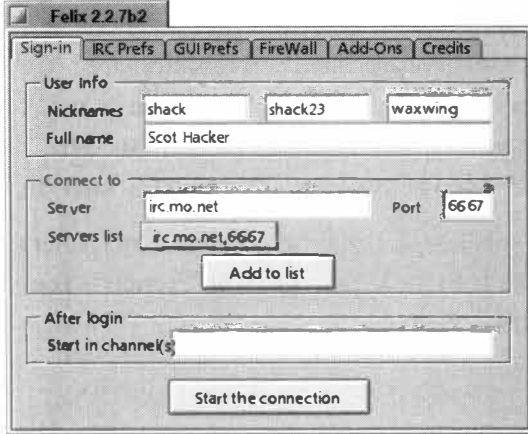 Felix 2.2.7b2
Sign-in IRC Prefs GUI Prefs FireWall Add-Ons Credits
User Info
Nicknames shack shack23 waxwing
Full name Scot Hacker
Connect to
Server irc.mo.net Port 6667
Servers list irc.mo.net,6667
Add to list
After login
Start in channel(s)
Start the connection